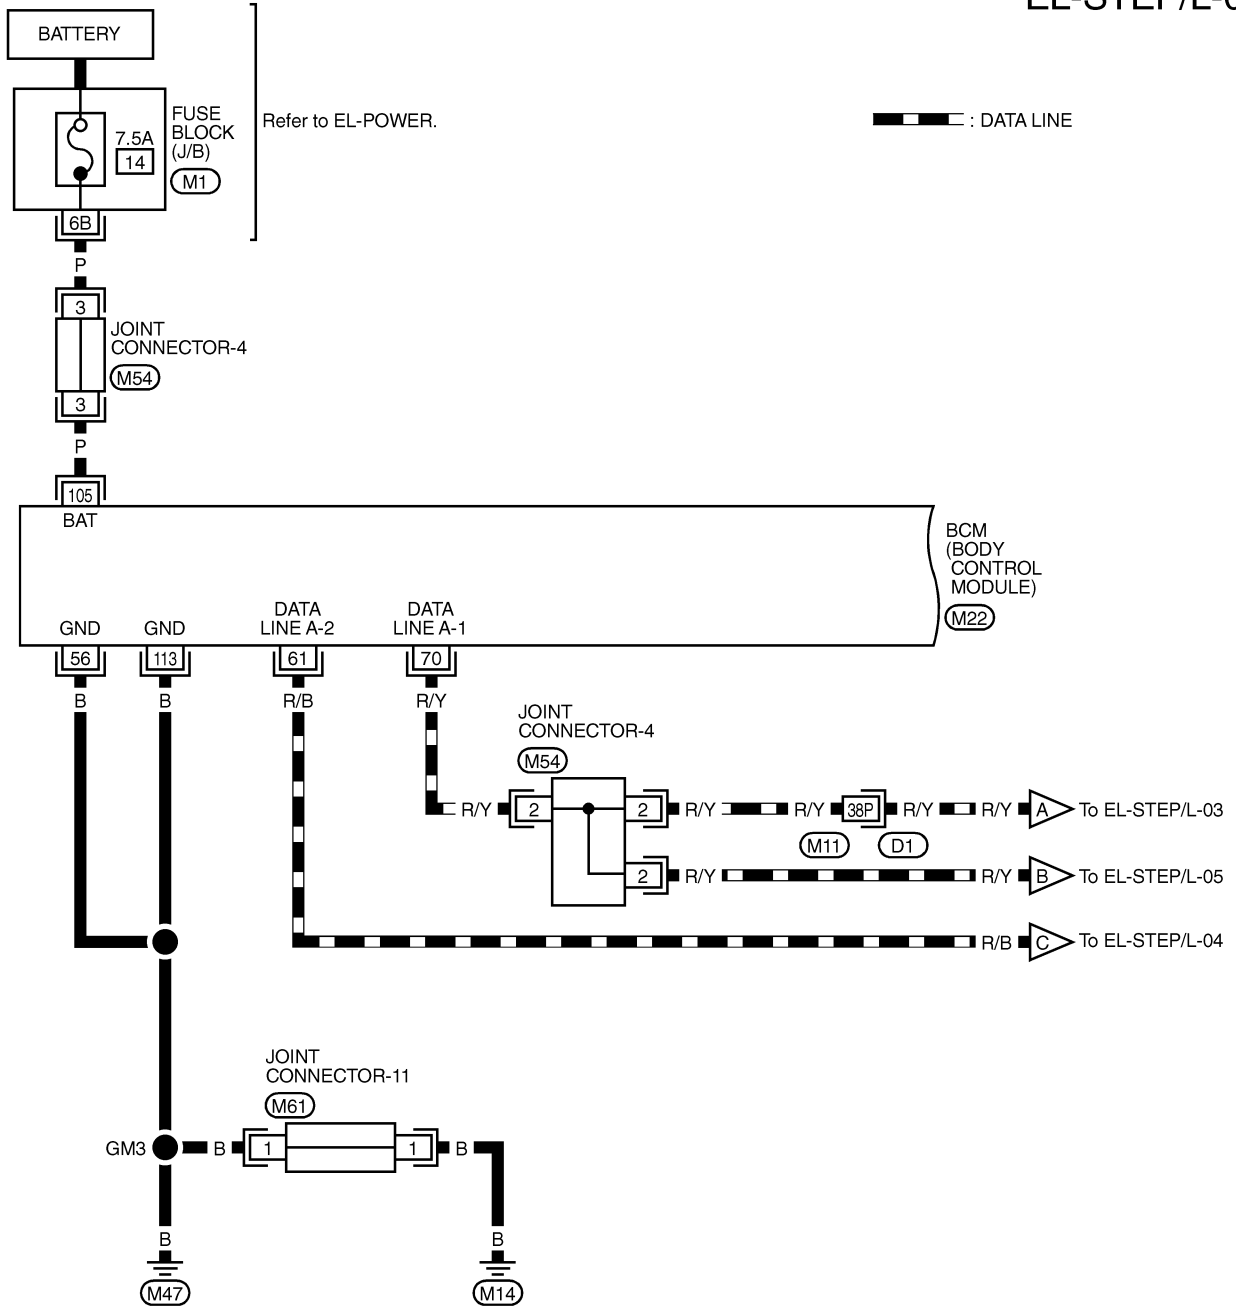 BATTERY
FUSE
BLOCK
(J/B)
7.5A
14
M1
Refer to EL-POWER.
: DATA LINE
6B
P
3
JOINT
CONNECTOR-4
M54
3
P
105
BAT
BCM
(BODY
CONTROL
MODULE)
M22
GND
GND
DATA
LINE A-2
DATA
LINE A-1
56
113
61
70
B
B
R/B
R/Y
JOINT
CONNECTOR-4
M54
R/Y
2
2
R/Y
R/Y
38P
R/Y
R/Y
A
To EL-STEP/L-03
M11
D1
2
R/Y
R/Y
B
To EL-STEP/L-05
R/B
C
To EL-STEP/L-04
JOINT
CONNECTOR-11
M61
GM3
B
1
1
B
B
B
M47
M14